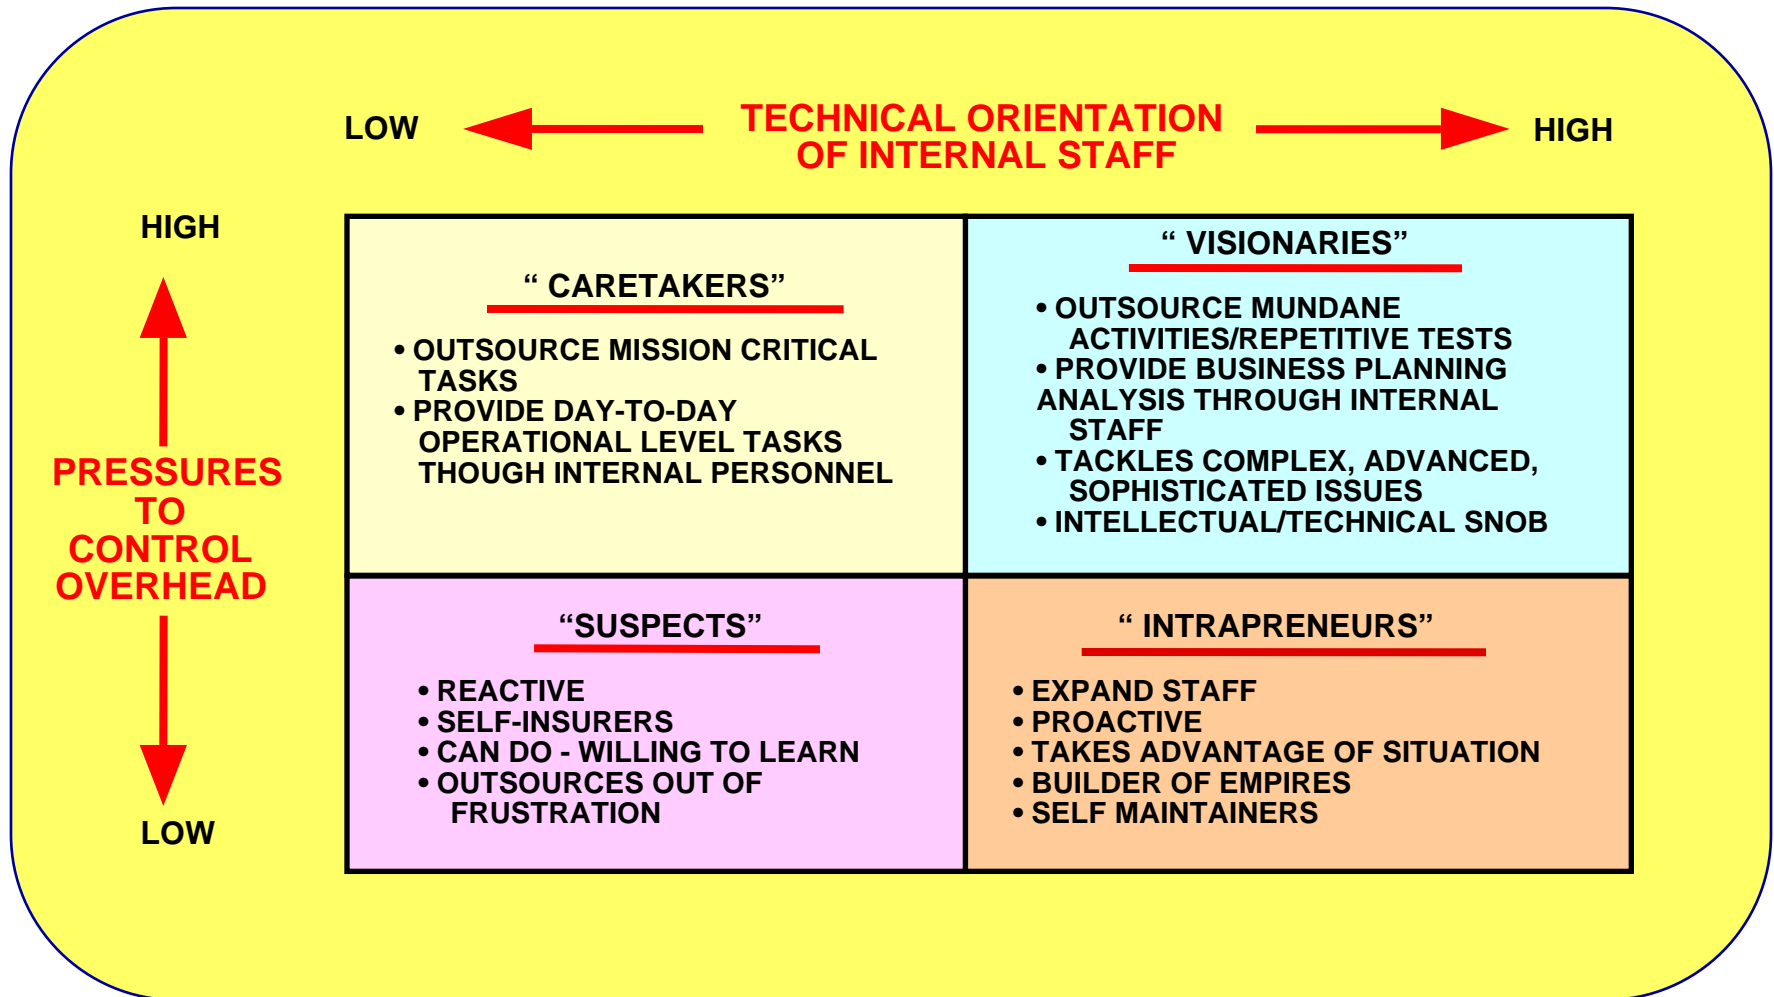 LOW
TECHNICAL ORIENTATION
OF INTERNAL STAFF
HIGH
HIGH
PRESSURES
TO
CONTROL
OVERHEAD
LOW
“ CARETAKERS”
• OUTSOURCE MISSION CRITICAL
TASKS
• PROVIDE DAY-TO-DAY
OPERATIONAL LEVEL TASKS
THOUGH INTERNAL PERSONNEL
“ VISIONARIES”
• OUTSOURCE MUNDANE
ACTIVITIES/REPETITIVE TESTS
• PROVIDE BUSINESS PLANNING
ANALYSIS THROUGH INTERNAL
STAFF
• TACKLES COMPLEX, ADVANCED,
SOPHISTICATED ISSUES
• INTELLECTUAL/TECHNICAL SNOB
“SUSPECTS”
• REACTIVE
• SELF-INSURERS
• CAN DO - WILLING TO LEARN
• OUTSOURCES OUT OF
FRUSTRATION
“ INTRAPRENEURS”
• EXPAND STAFF
• PROACTIVE
• TAKES ADVANTAGE OF SITUATION
• BUILDER OF EMPIRES
• SELF MAINTAINERS